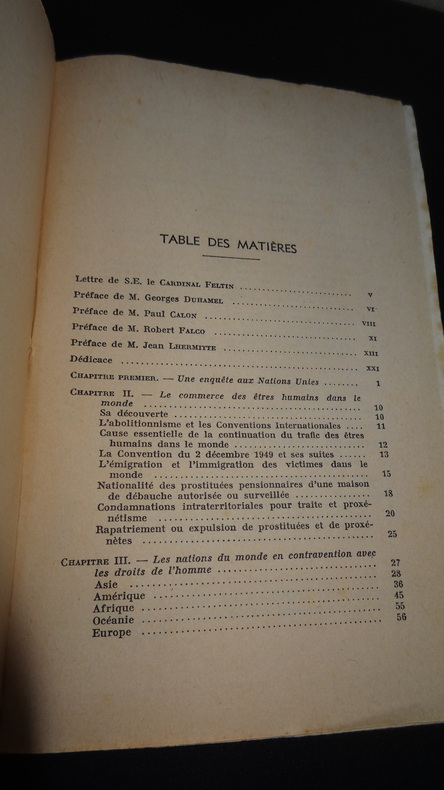 TABLE DES MATIÈRES
Lettre de S.E. le CARDINAL FELTIN .................... V
Préface de M. Georges DUHAMEL .................... VI
Préface de M. Paul CALON .................... VIII
Préface de M. Robert FALCO .................... XI
Préface de M. Jean LHERMITTE .................... XIII
Dédicace .................... XXI
CHAPITRE PREMIER. — Une enquête aux Nations Unies ........ 1
CHAPITRE II. — Le commerce des êtres humains dans le
monde .................... 10
Sa découverte .................... 10
L'abolitionnisme et les Conventions internationales .... 11
Cause essentielle de la continuation du trafic des êtres
humains dans le monde .................... 12
La Convention du 2 décembre 1949 et ses suites ...... 13
L'émigration et l'immigration des victimes dans le
monde .................... 15
Nationalité des prostituées pensionnaires d'une maison
de débauche autorisée ou surveillée ................ 18
Condamnations intraterritoriales pour traite et proxé-
nétisme .................... 20
Rapatriement ou expulsion de prostituées et de proxé-
nètes .................... 25
CHAPITRE III. — Les nations du monde en contravention avec
les droits de l'homme .................... 27
Asie .................... 28
Amérique .................... 36
Afrique .................... 45
Océanie .................... 55
Europe .................... 56